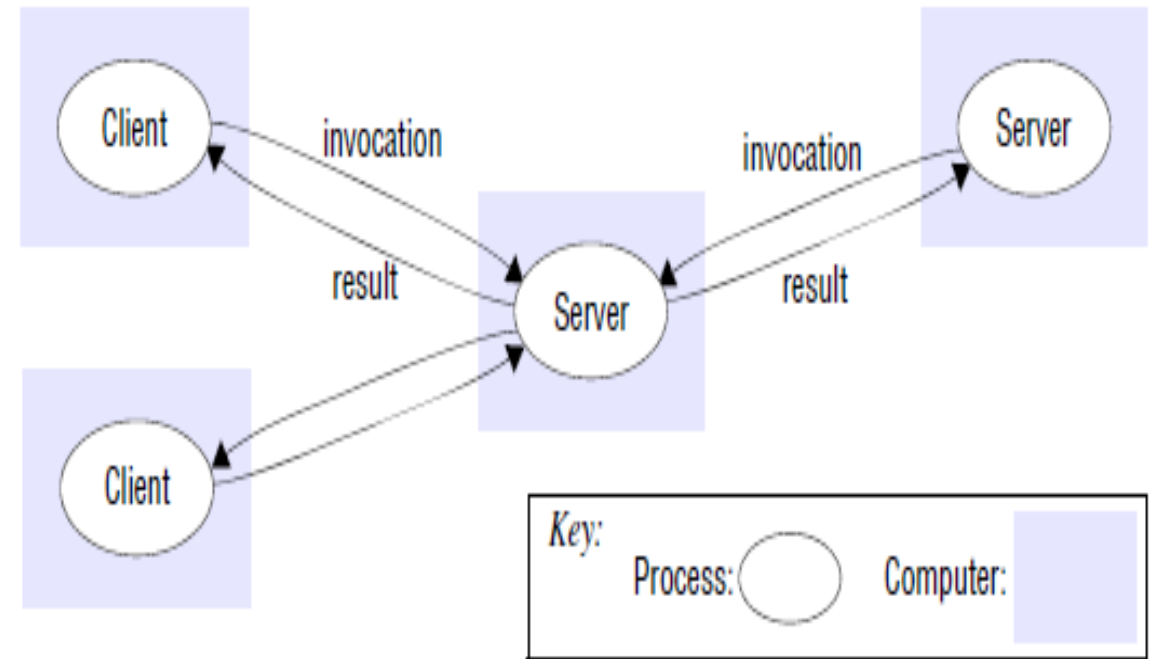 Client
invocation
result
Server
invocation
result
Server
Client
Key:
Process:
Computer: